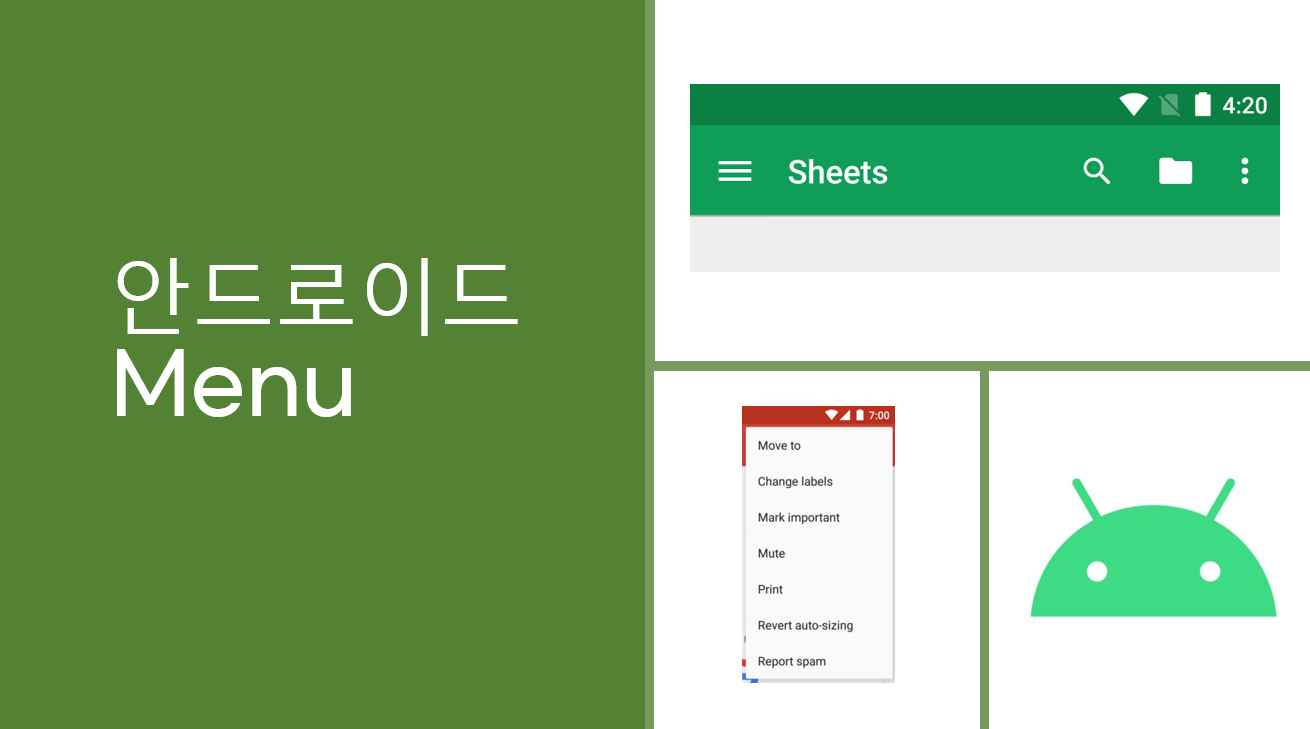 안드로이드
Menu
4:20
Sheets
7:00
Move to
Change labels
Mark important
Mute
Print
Revert auto-sizing
Report spam